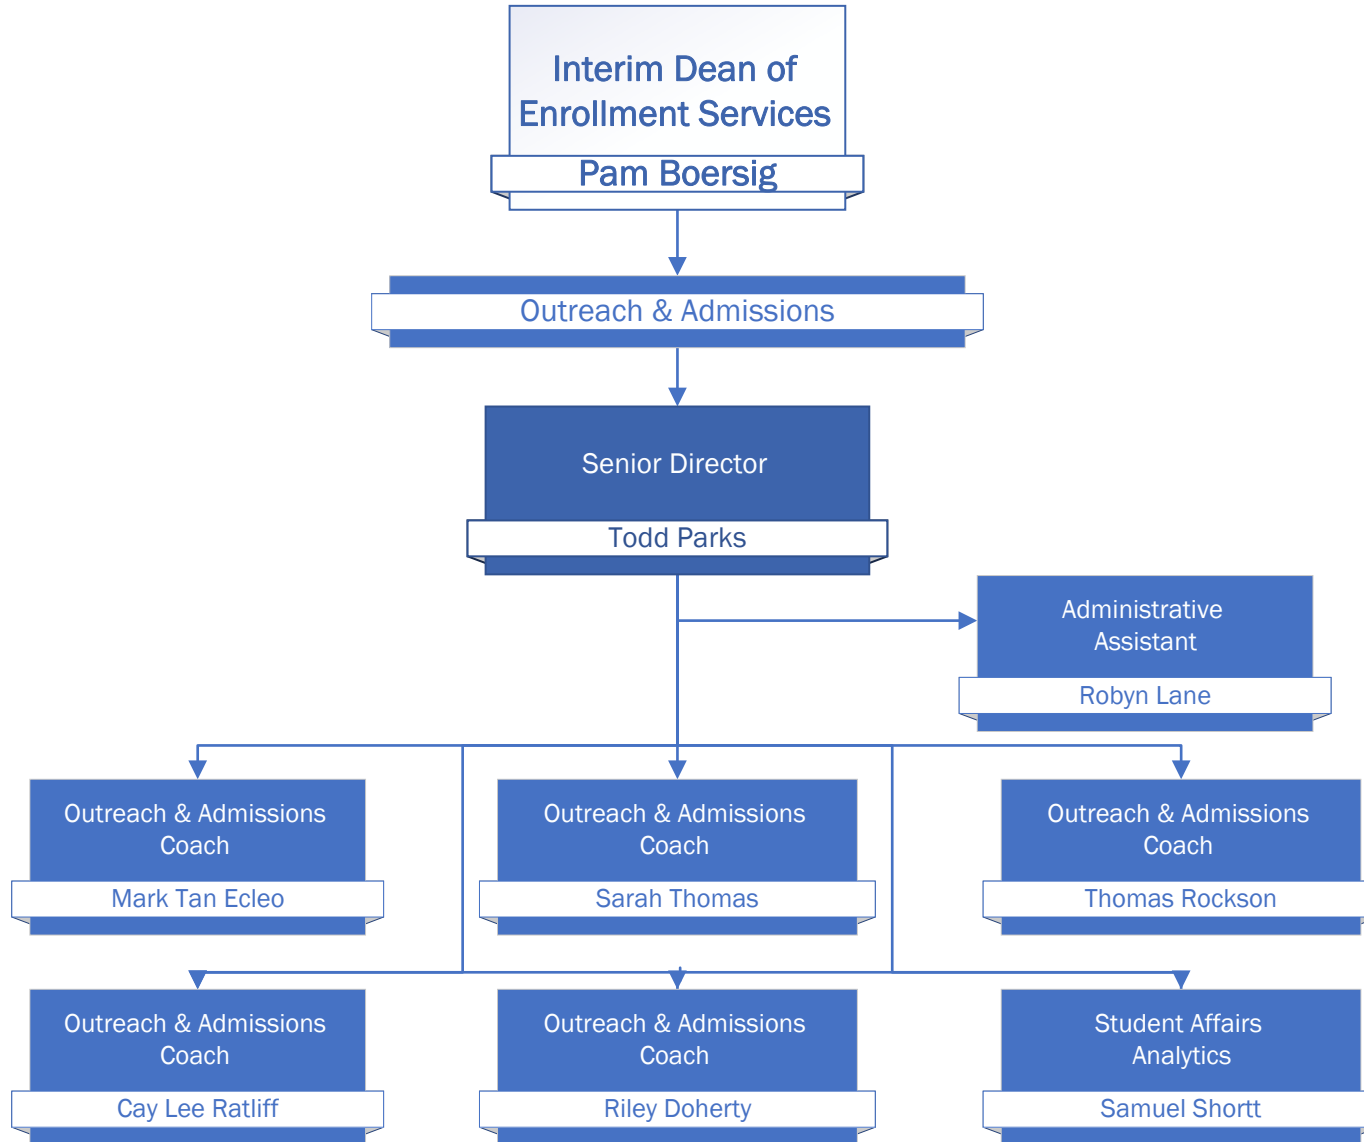 Interim Dean of
Enrollment Services
Pam Boersig
Outreach & Admissions
Senior Director
Todd Parks
Administrative
Assistant
Robyn Lane
Outreach & Admissions
Coach
Mark Tan Ecleo
Outreach & Admissions
Coach
Sarah Thomas
Outreach & Admissions
Coach
Thomas Rockson
Outreach & Admissions
Coach
Cay Lee Ratliff
Outreach & Admissions
Coach
Riley Doherty
Student Affairs
Analytics
Samuel Shortt